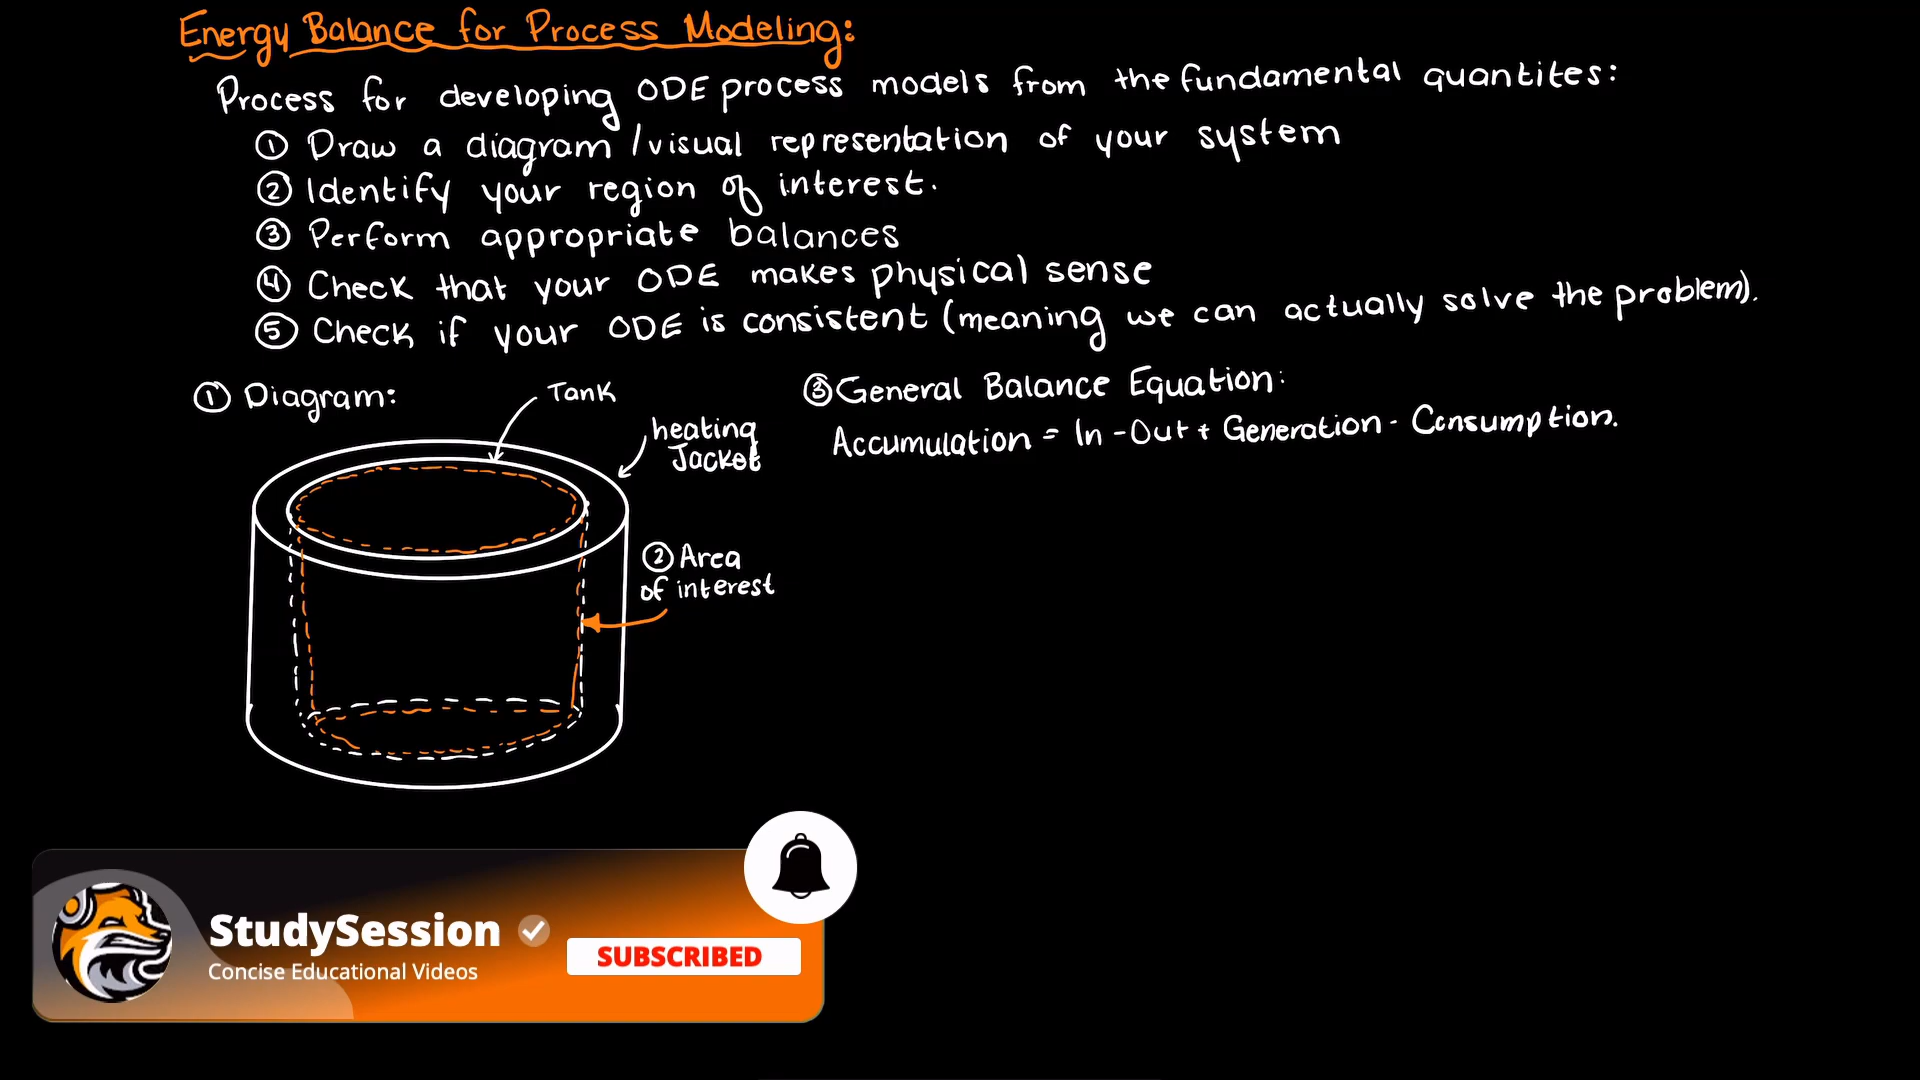 Energy Balance for Process Modeling:
Process for developing ODE process models from the fundamental quantites:
① Draw a diagram /visual representation of your system
② Identify your region of interest.
③ Perform appropriate balances
④ Check that your ODE makes physical sense
⑤ Check if your ODE is consistent (meaning we can actually solve the problem).
① Diagram:
Tank
heating
Jacket
② Area
of interest
③ General Balance Equation:
Accumulation = In - Out + Generation - Consumption.
StudySession
Concise Educational Videos
SUBSCRIBED